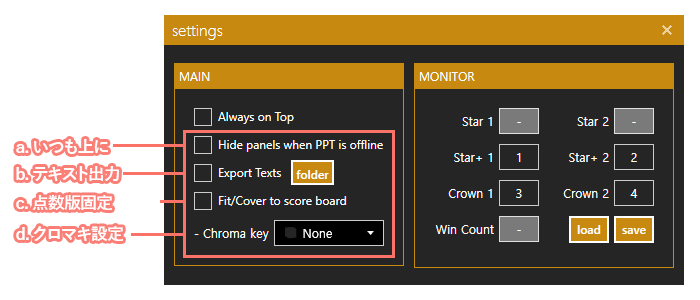 settings
MAIN
Always on Top
a. いつも上に
Hide panels when PPT is offline
b. テキスト出力
Export Texts folder
c. 点数版固定
Fit/Cover to score board
d. クロマキ設定
- Chroma key None
MONITOR
Star 1 - Star 2 -
Star+ 1 1 Star+ 2 2
Crown 1 3 Crown 2 4
Win Count - load save